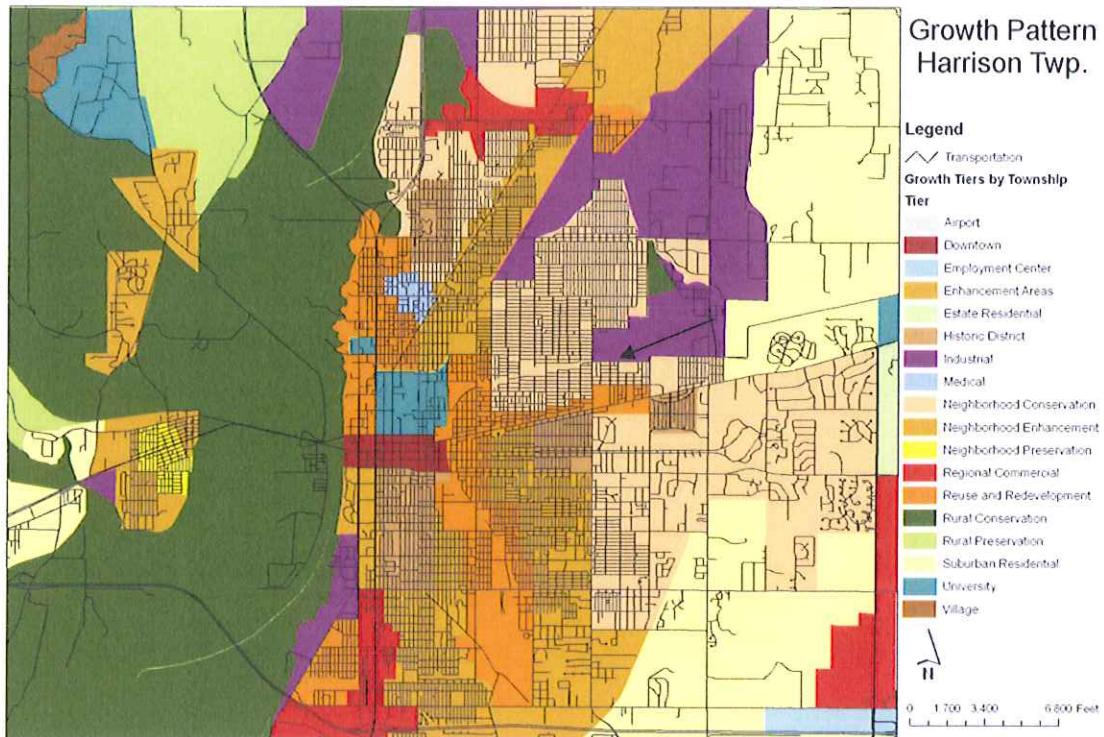 Growth Pattern
Harrison Twp.
Legend
Transportation
Growth Tiers by Township
Tier
Airport
Downtown
Employment Center
Enhancement Areas
Estate Residential
Historic District
Industrial
Medical
Neighborhood Conservation
Neighborhood Enhancement
Neighborhood Preservation
Regional Commercial
Reuse and Redevelopment
Rural Conservation
Rural Preservation
Suburban Residential
University
Village
N
0 1,700 3,400 6,800 Feet